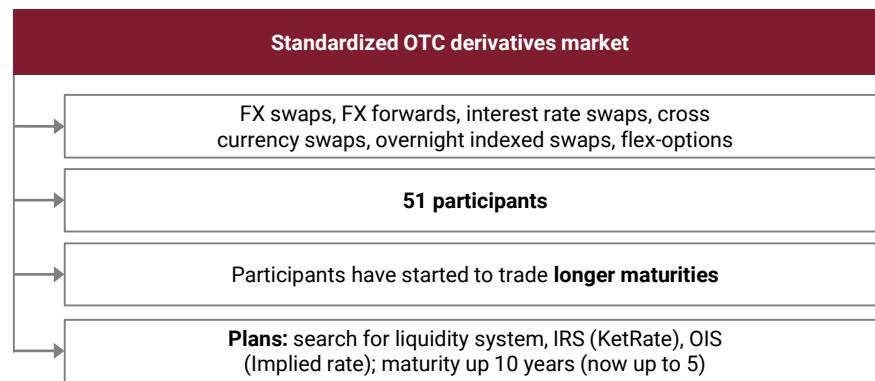 Standardized OTC derivatives market
FX swaps, FX forwards, interest rate swaps, cross
currency swaps, overnight indexed swaps, flex-options
51 participants
Participants have started to trade longer maturities
Plans: search for liquidity system, IRS (KetRate), OIS
(Implied rate); maturity up 10 years (now up to 5)